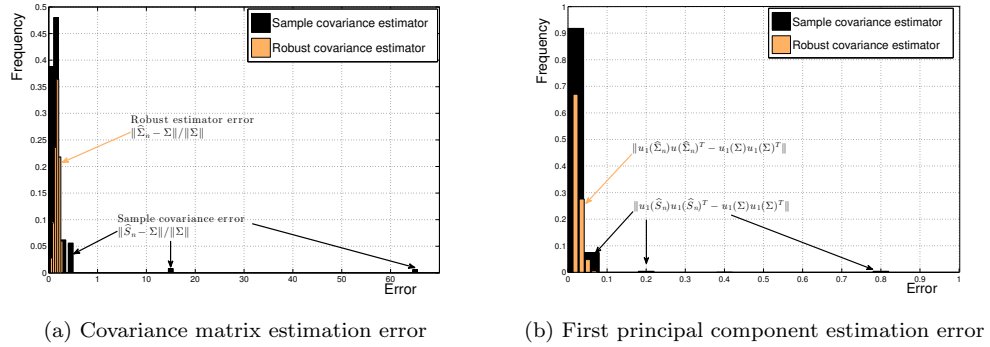 Sample covariance estimator
Robust covariance estimator
Frequency
0.5
0.45
0.4
0.35
0.3
0.25
0.2
0.15
0.1
0.05
0
Robust estimator error
‖Σ̂ₙ − Σ‖/‖Σ‖
Sample covariance error
‖Ŝₙ − Σ‖/‖Σ‖
0 1 20 30 40 50 60
Error
(a) Covariance matrix estimation error
Sample covariance estimator
Robust covariance estimator
Frequency
1
0.9
0.8
0.7
0.6
0.5
0.4
0.3
0.2
0.1
0
‖u₁(Σ̂ₙ)u(Σ̂ₙ)ᵀ − u₁(Σ)u₁(Σ)ᵀ‖
‖u₁(Ŝₙ)u₁(Ŝₙ)ᵀ − u₁(Σ)u₁(Σ)ᵀ‖
0 0.1 0.2 0.3 0.4 0.5 0.6 0.7 0.8 0.9 1
Error
(b) First principal component estimation error